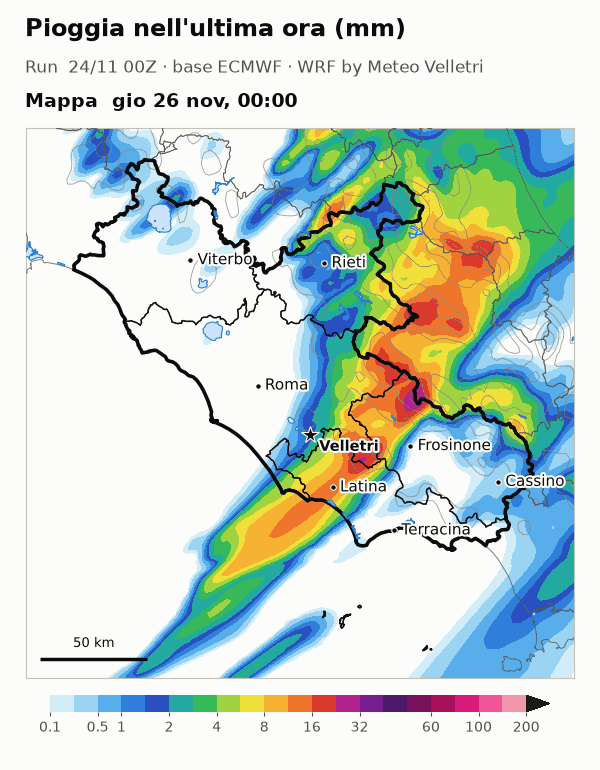 Pioggia nell'ultima ora (mm)
Run 24/11 00Z · base ECMWF · WRF by Meteo Velletri
Mappa gio 26 nov, 00:00
Viterbo
Rieti
Roma
Velletri
Frosinone
Latina
Cassino
Terracina
50 km
0.1 0.5 1 2 4 8 16 32 60 100 200